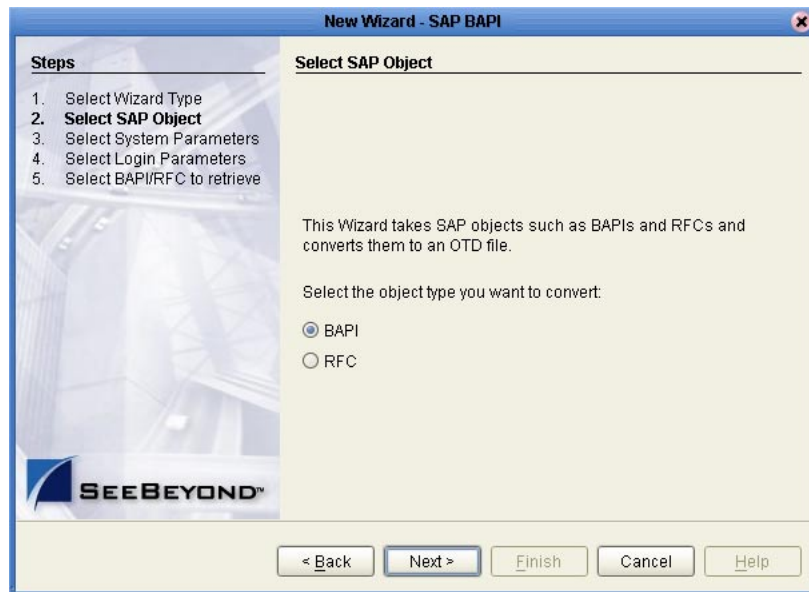 New Wizard - SAP BAPI
Steps
1. Select Wizard Type
2. Select SAP Object
3. Select System Parameters
4. Select Login Parameters
5. Select BAPI/RFC to retrieve
Select SAP Object
This Wizard takes SAP objects such as BAPIs and RFCs and
converts them to an OTD file.
Select the object type you want to convert:
BAPI
RFC
SEEBEYOND™
< Back
Next >
Finish
Cancel
Help